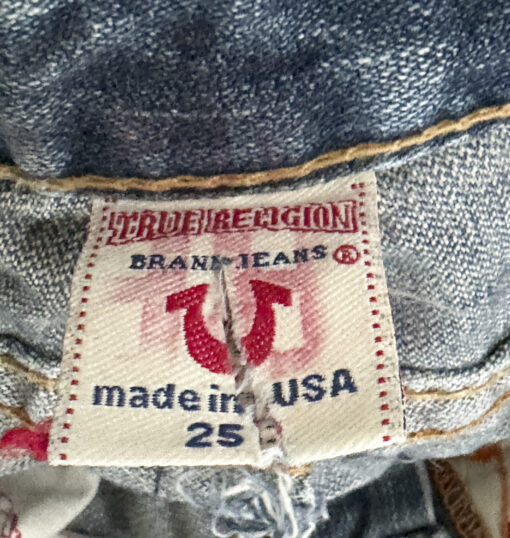 TRUE RELIGION
BRAND JEANS ®
made in USA
25